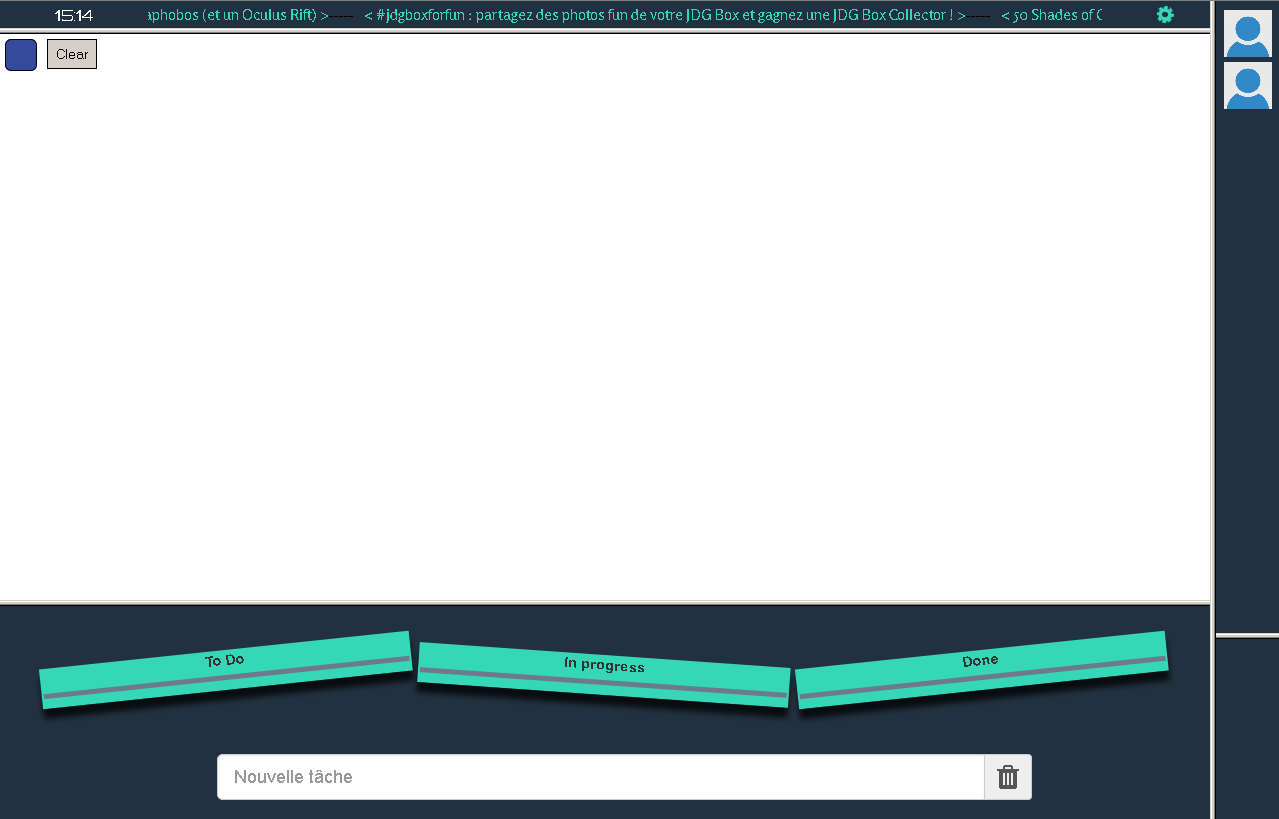 15:14
aphobos (et un Oculus Rift) >----- < #jdgboxforfun : partagez des photos fun de votre JDG Box et gagnez une JDG Box Collector ! >----- < 50 Shades of
Clear
To Do
In progress
Done
Nouvelle tâche